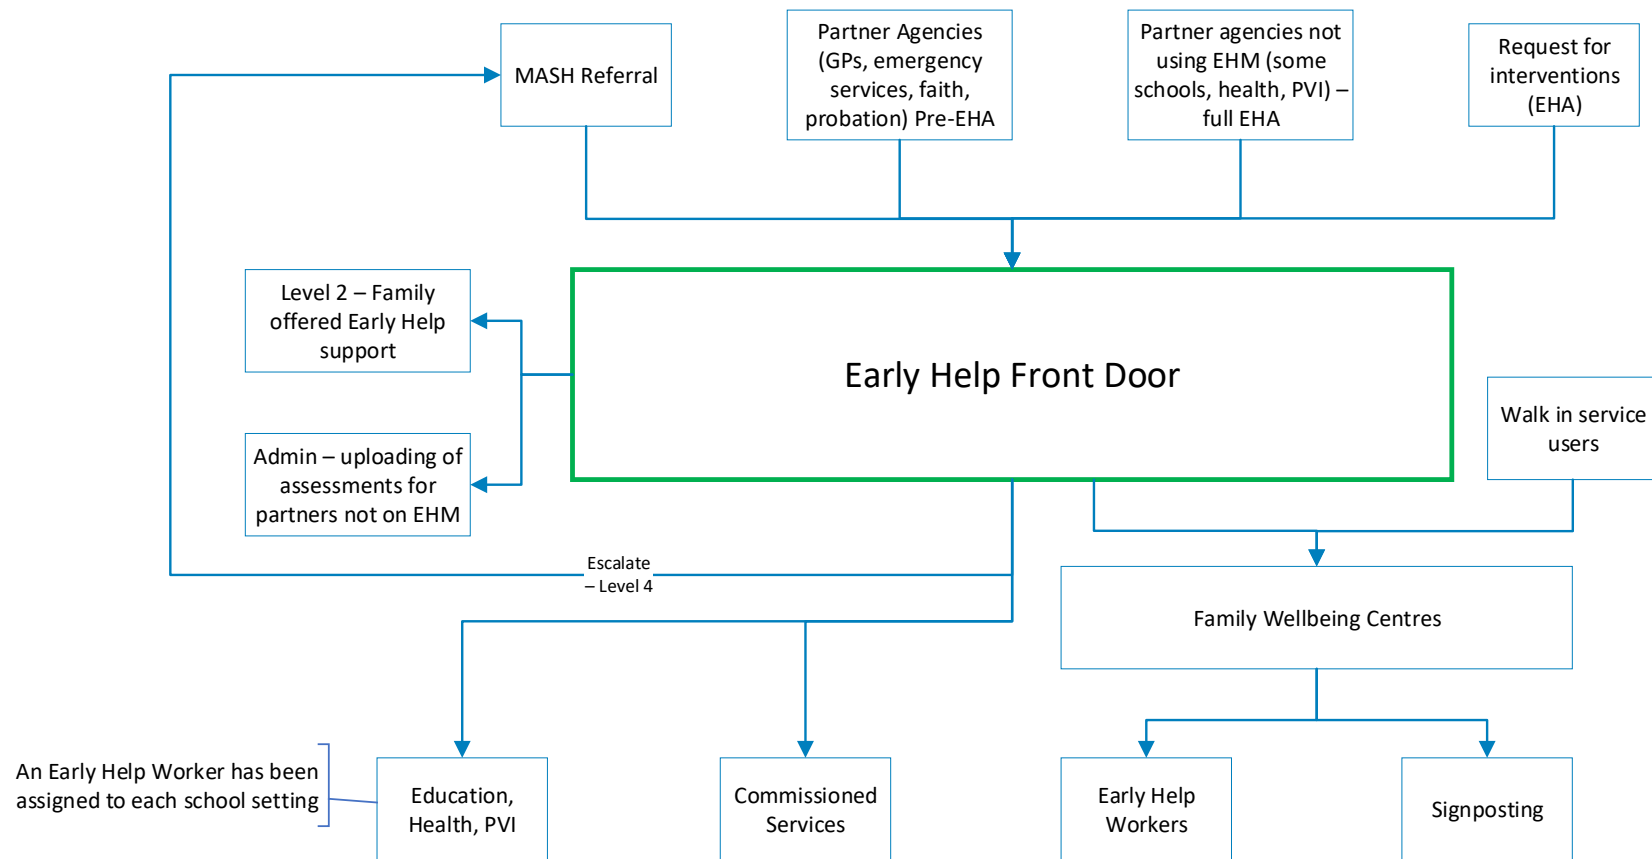 MASH Referral
Partner Agencies
(GPs, emergency
services, faith,
probation) Pre-EHA
Partner agencies not
using EHM (some
schools, health, PVI) –
full EHA
Request for
interventions
(EHA)
Level 2 – Family
offered Early Help
support
Early Help Front Door
Walk in service
users
Admin – uploading of
assessments for
partners not on EHM
Escalate
– Level 4
Family Wellbeing Centres
An Early Help Worker has been
assigned to each school setting
Education,
Health, PVI
Commissioned
Services
Early Help
Workers
Signposting